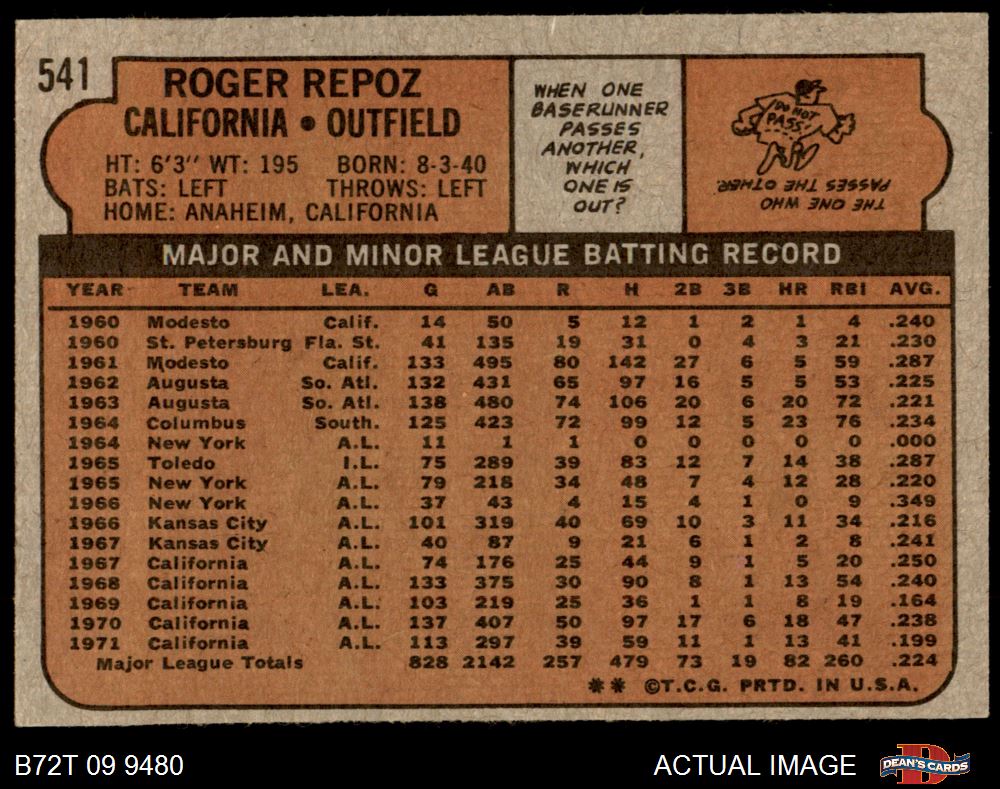 541
ROGER REPOZ
CALIFORNIA • OUTFIELD
HT: 6'3" WT: 195 BORN: 8-3-40
BATS: LEFT THROWS: LEFT
HOME: ANAHEIM, CALIFORNIA
WHEN ONE
BASERUNNER
PASSES
ANOTHER,
WHICH
ONE IS
OUT?
DO NOT
PASS
THE ONE WHO
PASSES THE OTHER.
MAJOR AND MINOR LEAGUE BATTING RECORD
YEAR TEAM LEA. G AB R H 2B 3B HR RBI AVG.
1960 Modesto Calif. 14 50 5 12 1 2 1 4 .240
1960 St. Petersburg Fla. St. 41 135 19 31 0 4 3 21 .230
1961 Modesto Calif. 133 495 80 142 27 6 5 59 .287
1962 Augusta So. Atl. 132 431 65 97 16 5 5 53 .225
1963 Augusta So. Atl. 138 480 74 106 20 6 20 72 .221
1964 Columbus South. 125 423 72 99 12 5 23 76 .234
1964 New York A.L. 11 1 1 0 0 0 0 0 .000
1965 Toledo I.L. 75 289 39 83 12 7 14 38 .287
1965 New York A.L. 79 218 34 48 7 4 12 28 .220
1966 New York A.L. 37 43 4 15 4 1 0 9 .349
1966 Kansas City A.L. 101 319 40 69 10 3 11 34 .216
1967 Kansas City A.L. 40 87 9 21 6 1 2 8 .241
1967 California A.L. 74 176 25 44 9 1 5 20 .250
1968 California A.L. 133 375 30 90 8 1 13 54 .240
1969 California A.L. 103 219 25 36 1 1 8 19 .164
1970 California A.L. 137 407 50 97 17 6 18 47 .238
1971 California A.L. 113 297 39 59 11 1 13 41 .199
Major League Totals 828 2142 257 479 73 19 82 260 .224
** ©T.C.G. PRTD. IN U.S.A.
B72T 09 9480 ACTUAL IMAGE
DEAN'S CARDS